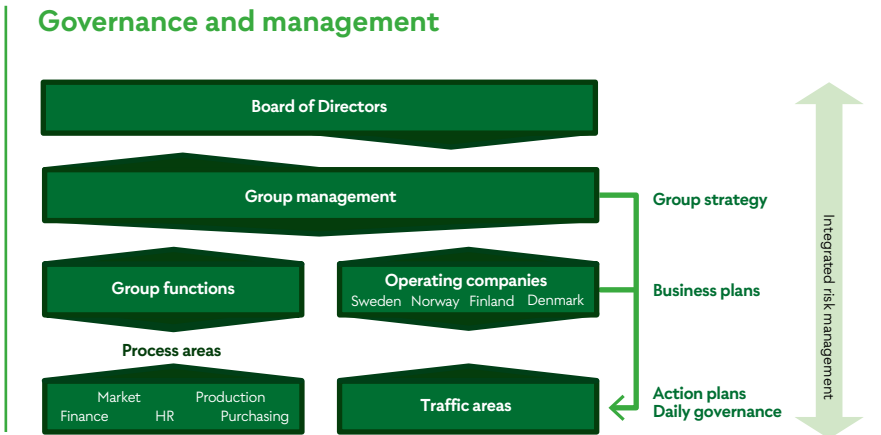 Governance and management
Board of Directors
Group management
Group strategy
Group functions
Operating companies
Sweden Norway Finland Denmark
Business plans
Process areas
Market Production
Finance HR Purchasing
Traffic areas
Action plans
Daily governance
Integrated risk management